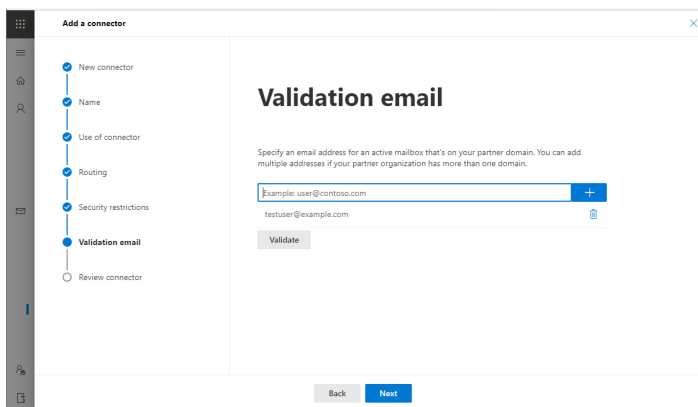 Add a connector
New connector
Name
Use of connector
Routing
Security restrictions
Validation email
Review connector
Validation email
Specify an email address for an active mailbox that's on your partner domain. You can add
multiple addresses if your partner organization has more than one domain.
Example: user@contoso.com
testuser@example.com
Validate
Back
Next